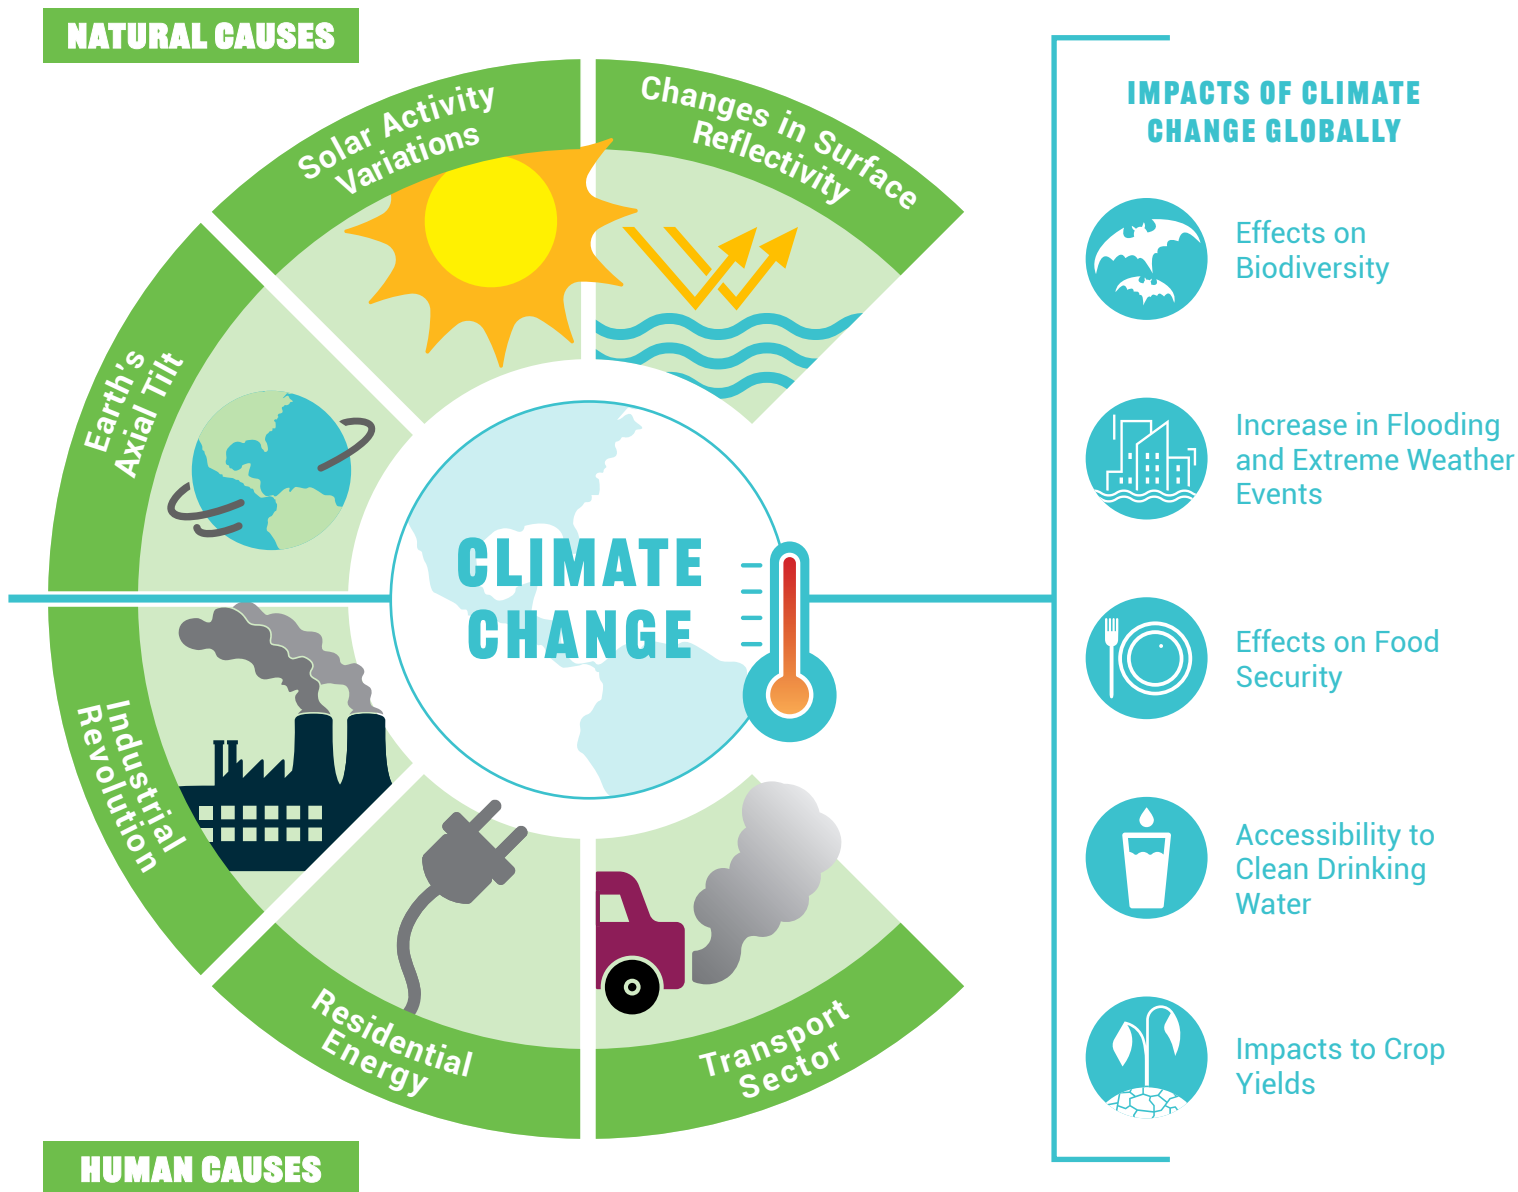 NATURAL CAUSES
Solar Activity
Variations
Changes in Surface
Reflectivity
Earth's
Axial Tilt
CLIMATE
CHANGE
Industrial
Revolution
Residential
Energy
Transport
Sector
HUMAN CAUSES
IMPACTS OF CLIMATE
CHANGE GLOBALLY
Effects on
Biodiversity
Increase in Flooding
and Extreme Weather
Events
Effects on Food
Security
Accessibility to
Clean Drinking
Water
Impacts to Crop
Yields